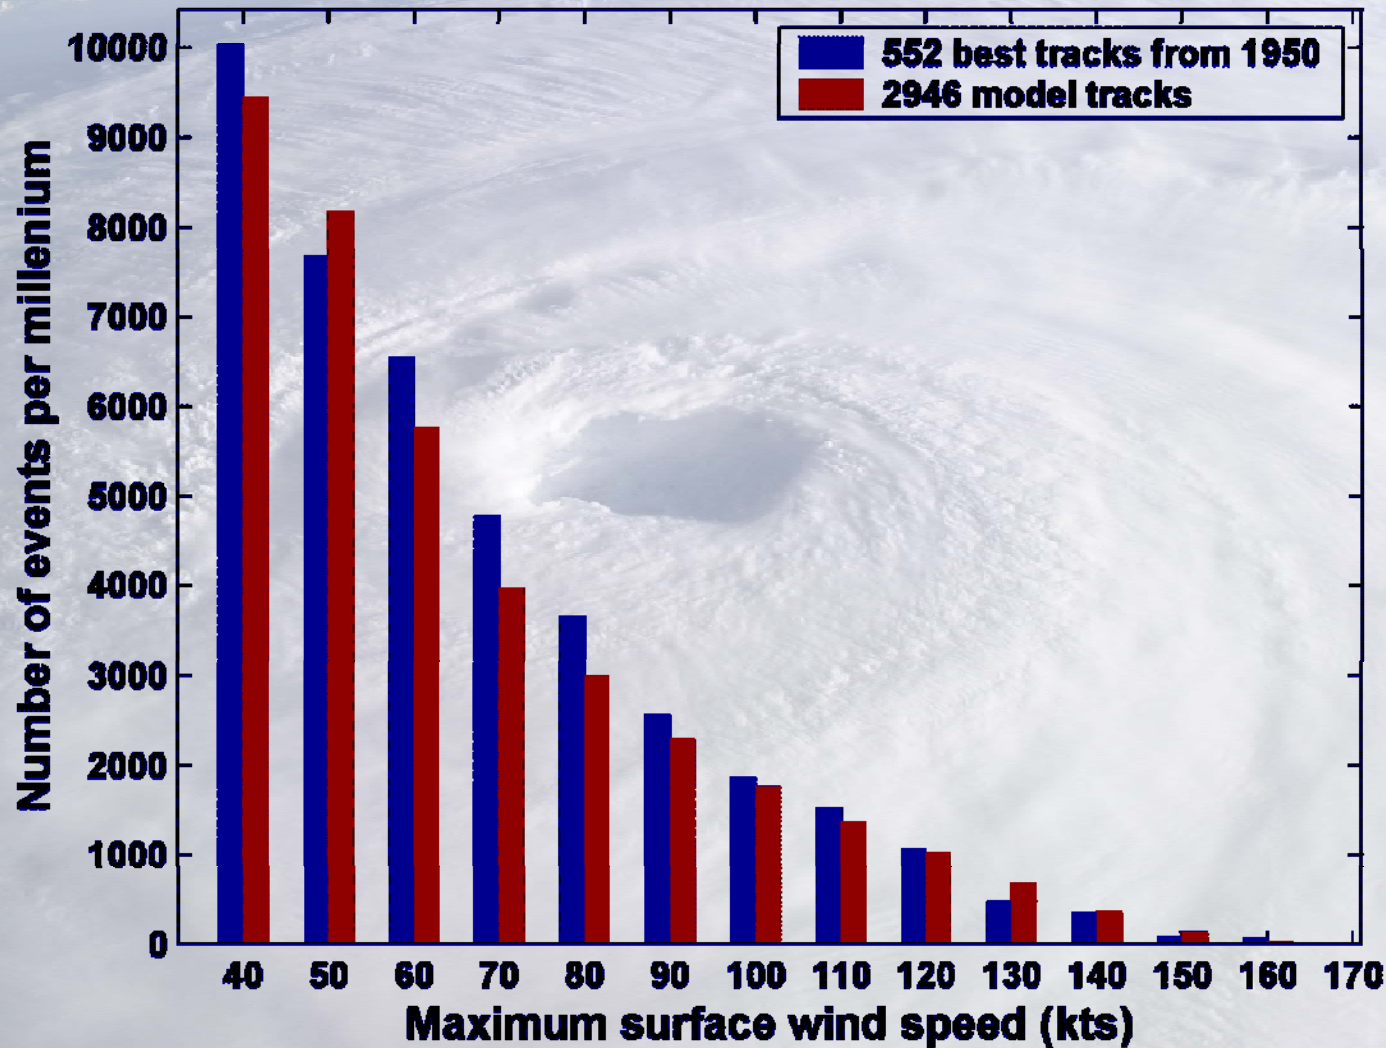 552 best tracks from 1950
2946 model tracks
10000
9000
8000
7000
6000
5000
4000
3000
2000
1000
0
Number of events per millenium
40 50 60 70 80 90 100 110 120 130 140 150 160 170
Maximum surface wind speed (kts)